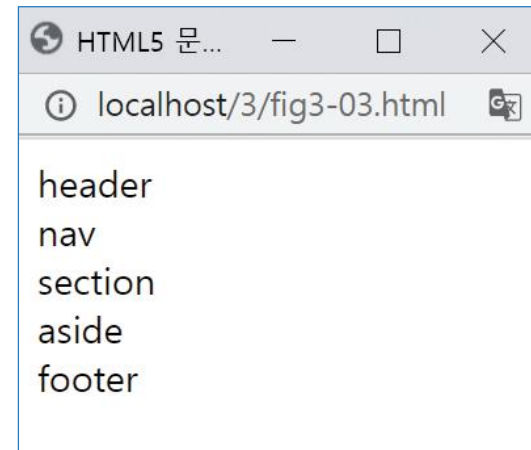 HTML5 문...
localhost/3/fig3-03.html
header
nav
section
aside
footer